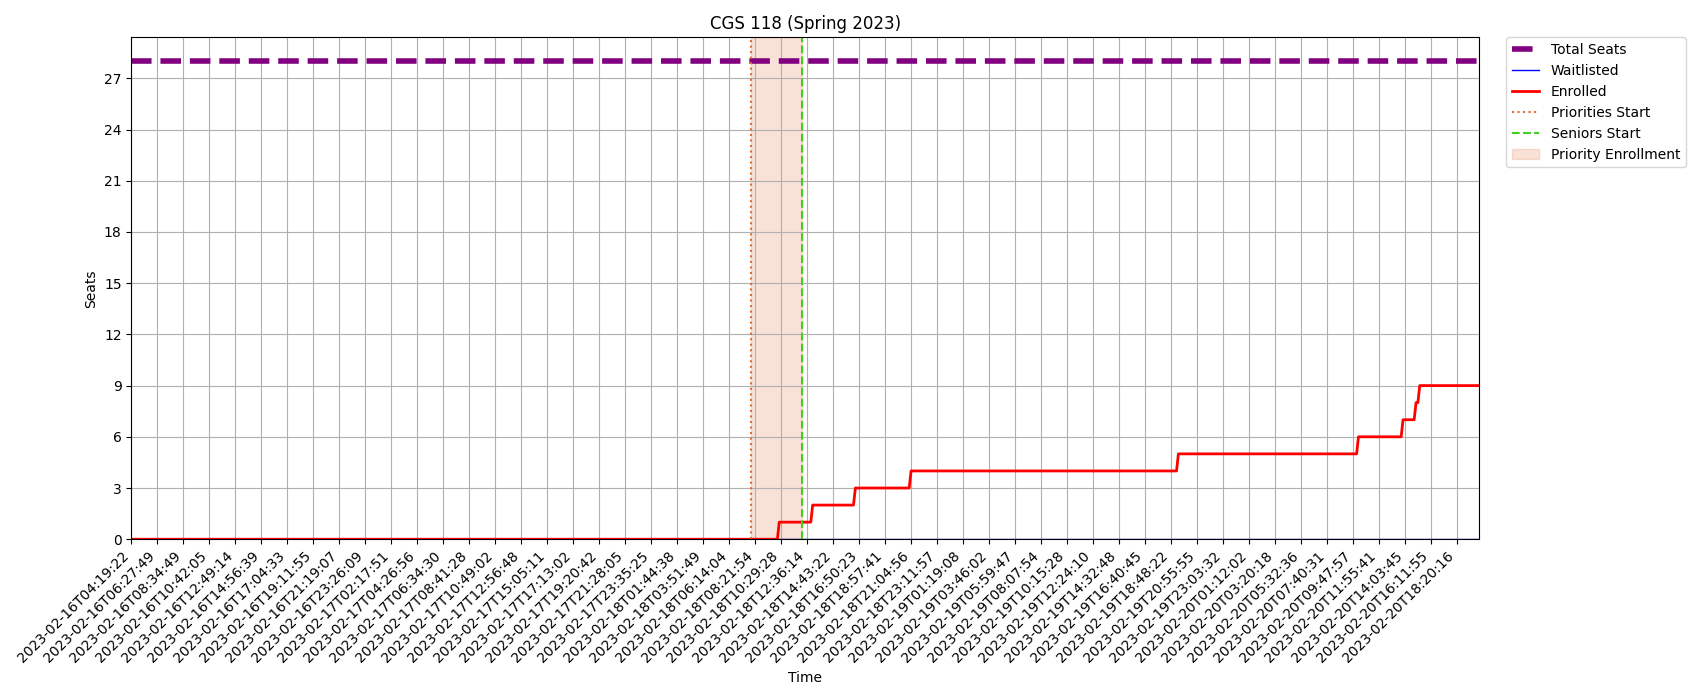 CGS 118 (Spring 2023)
Total Seats
Waitlisted
Enrolled
Priorities Start
Seniors Start
Priority Enrollment
Seats
27
24
21
18
15
12
9
6
3
0
2023-02-16T04:19:22
2023-02-16T06:27:49
2023-02-16T08:34:49
2023-02-16T10:42:05
2023-02-16T12:49:14
2023-02-16T14:56:39
2023-02-16T17:04:33
2023-02-16T19:11:55
2023-02-16T21:19:07
2023-02-16T23:26:09
2023-02-17T02:17:51
2023-02-17T04:26:56
2023-02-17T06:34:30
2023-02-17T08:41:28
2023-02-17T10:49:02
2023-02-17T12:56:48
2023-02-17T15:05:11
2023-02-17T17:13:02
2023-02-17T19:20:42
2023-02-17T21:28:05
2023-02-17T23:35:25
2023-02-18T01:44:38
2023-02-18T03:51:49
2023-02-18T06:14:04
2023-02-18T08:21:54
2023-02-18T10:29:28
2023-02-18T12:36:14
2023-02-18T14:43:22
2023-02-18T16:50:23
2023-02-18T18:57:41
2023-02-18T21:04:56
2023-02-18T23:11:57
2023-02-19T01:19:08
2023-02-19T03:46:02
2023-02-19T05:59:47
2023-02-19T08:07:54
2023-02-19T10:15:28
2023-02-19T12:24:10
2023-02-19T14:32:48
2023-02-19T16:40:45
2023-02-19T18:48:22
2023-02-19T20:55:55
2023-02-19T23:03:32
2023-02-20T01:12:02
2023-02-20T03:20:18
2023-02-20T05:32:36
2023-02-20T07:40:31
2023-02-20T09:47:57
2023-02-20T11:55:41
2023-02-20T14:03:45
2023-02-20T16:11:55
2023-02-20T18:20:16
Time